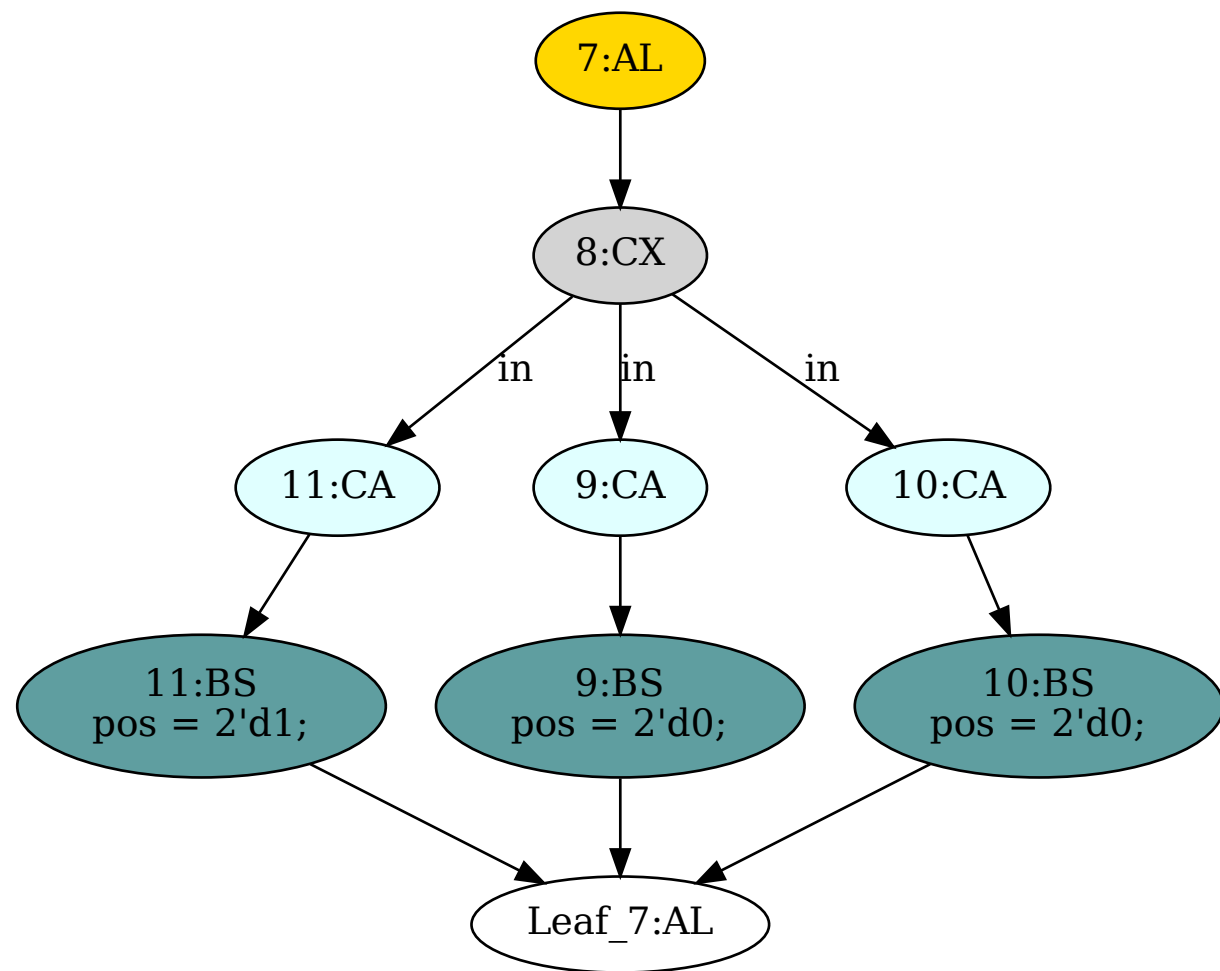 7:AL
8:CX
in
in
in
11:CA
9:CA
10:CA
11:BS
pos = 2'd1;
9:BS
pos = 2'd0;
10:BS
pos = 2'd0;
Leaf_7:AL